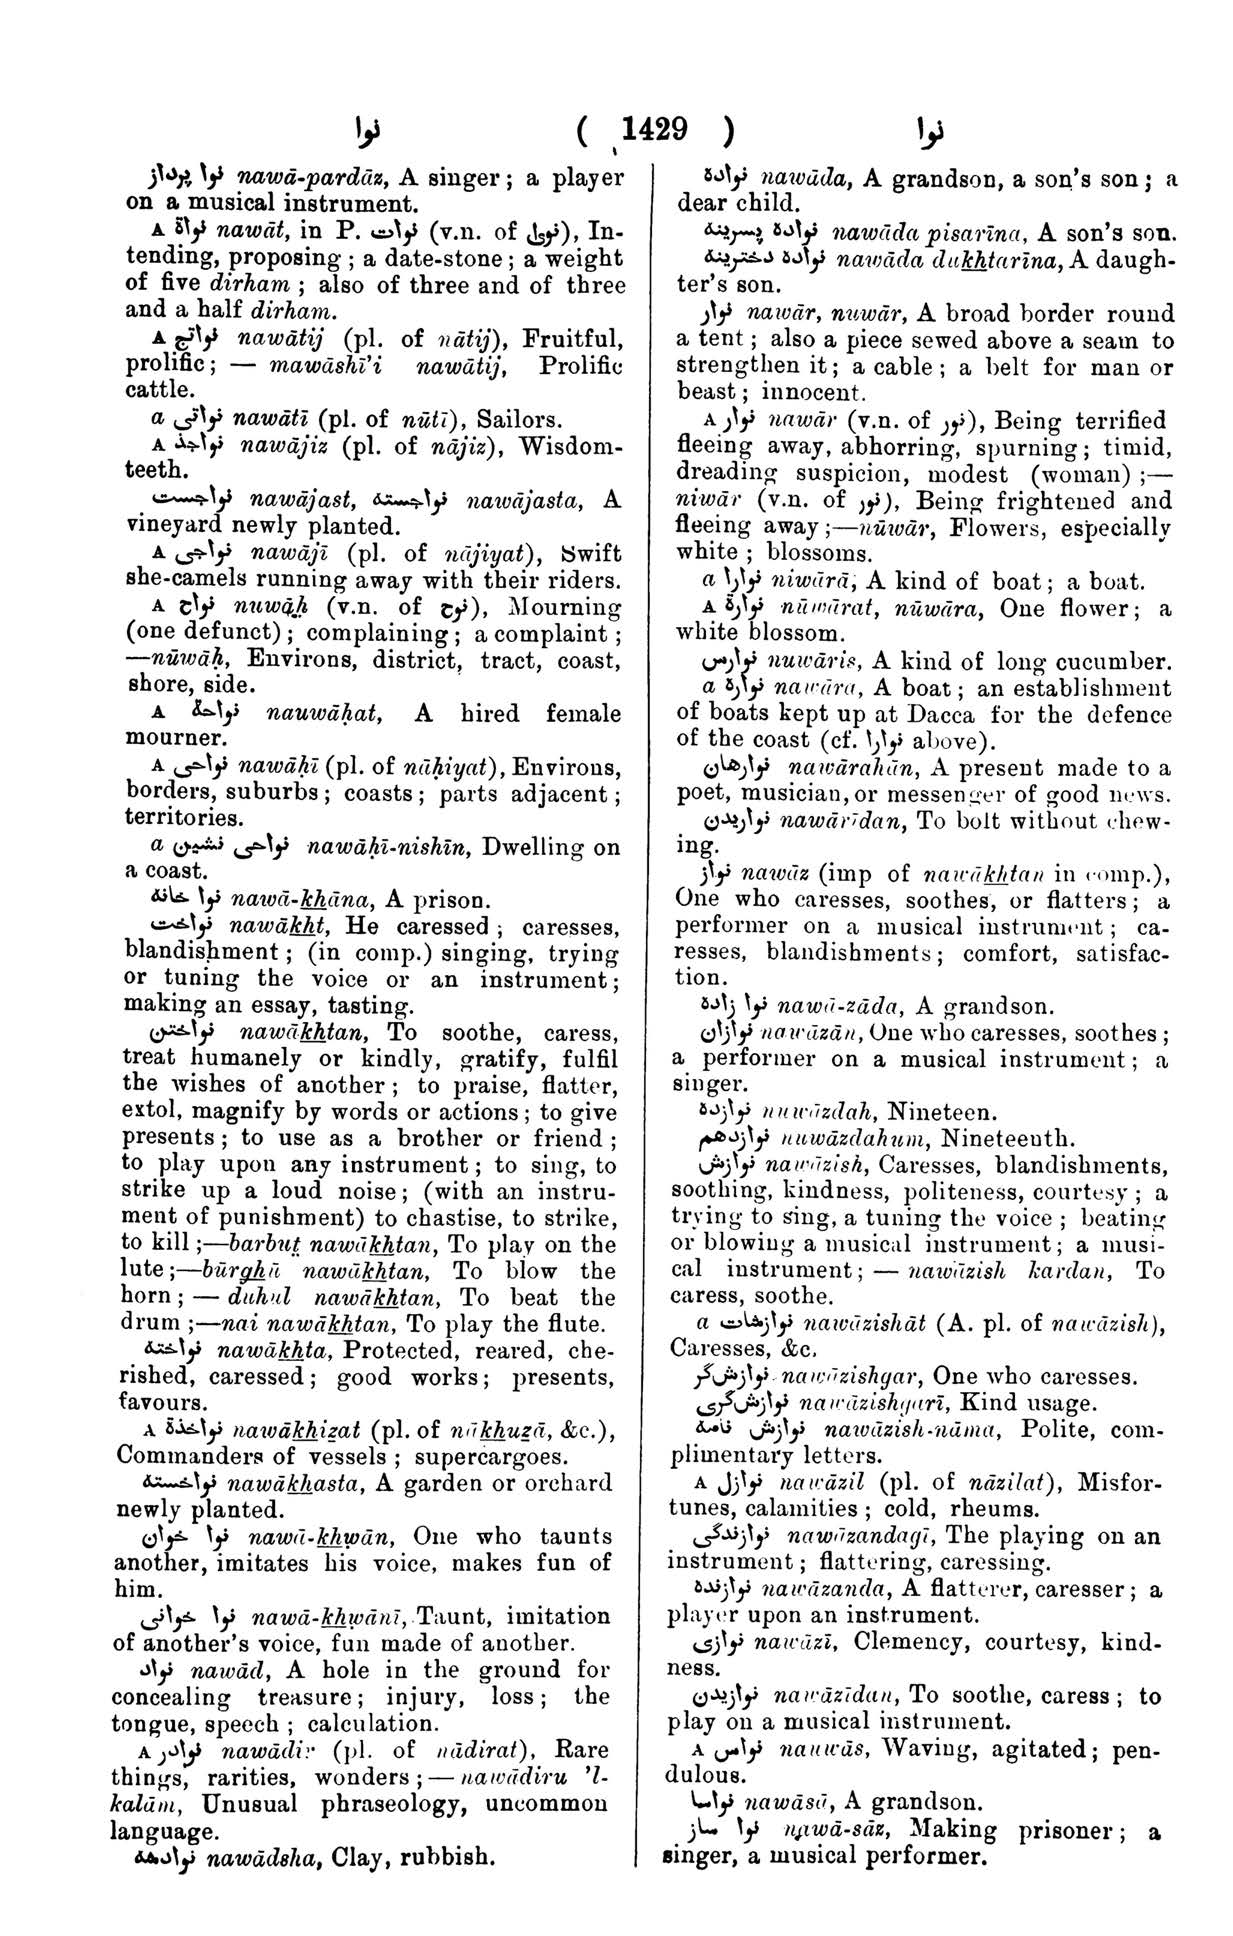 نوا ( 1429 ) نوا
نوا پرداز nawā-pardāz, A singer; a player
on a musical instrument.
A نواة nawāt, in P. نوات (v.n. of نوي), In-
tending, proposing; a date-stone; a weight
of five dirham; also of three and of three
and a half dirham.
A نواتج nawātij (pl. of nātij), Fruitful,
prolific; — mawāshī'i nawātij, Prolific
cattle.
a نواتی nawātī (pl. of nūtī), Sailors.
A نواجذ nawājiz (pl. of nājiz), Wisdom-
teeth.
نواجست nawājast, نواجسته nawājasta, A
vineyard newly planted.
A نواجی nawājī (pl. of nājiyat), Swift
she-camels running away with their riders.
A نواح nuwāḥ (v.n. of نوح), Mourning
(one defunct); complaining; a complaint;
—nūwāḥ, Environs, district, tract, coast,
shore, side.
A نواحة nauwāḥat, A hired female
mourner.
A نواحی nawāḥī (pl. of nāḥiyat), Environs,
borders, suburbs; coasts; parts adjacent;
territories.
a نواحی نشین nawāḥī-nishīn, Dwelling on
a coast.
نوا خانه nawā-khāna, A prison.
نواخت nawākht, He caressed; caresses,
blandishment; (in comp.) singing, trying
or tuning the voice or an instrument;
making an essay, tasting.
نواختن nawākhtan, To soothe, caress,
treat humanely or kindly, gratify, fulfil
the wishes of another; to praise, flatter,
extol, magnify by words or actions; to give
presents; to use as a brother or friend;
to play upon any instrument; to sing, to
strike up a loud noise; (with an instru-
ment of punishment) to chastise, to strike,
to kill;—barbuṭ nawākhtan, To play on the
lute;—būrghū nawākhtan, To blow the
horn; — duhul nawākhtan, To beat the
drum;—nai nawākhtan, To play the flute.
نواخته nawākhta, Protected, reared, che-
rished, caressed; good works; presents,
favours.
A نواخذة nawākhiẕat (pl. of nākhuẕā, &c.),
Commanders of vessels; supercargoes.
نواخسته nawākhasta, A garden or orchard
newly planted.
نوا خوان nawā-khẉān, One who taunts
another, imitates his voice, makes fun of
him.
نوا خوانی nawā-khẉānī, Taunt, imitation
of another's voice, fun made of another.
نواد nawād, A hole in the ground for
concealing treasure; injury, loss; the
tongue, speech; calculation.
A نوادر nawādir (pl. of nādirat), Rare
things, rarities, wonders; — nawādiru 'l-
kalām, Unusual phraseology, uncommon
language.
نوادهه nawādsha, Clay, rubbish.
نواده nawāda, A grandson, a son's son; a
dear child.
نواده پسرینه nawāda pisarīna, A son's son.
نواده دخترینه nawāda dukhtarīna, A daugh-
ter's son.
نوار nawār, nuwār, A broad border round
a tent; also a piece sewed above a seam to
strengthen it; a cable; a belt for man or
beast; innocent.
A نوار nawār (v.n. of نور), Being terrified
fleeing away, abhorring, spurning; timid,
dreading suspicion, modest (woman);—
niwār (v.n. of نور), Being frightened and
fleeing away;—nūwār, Flowers, especially
white; blossoms.
a نوارا niwārā, A kind of boat; a boat.
A نوارة nūwārat, nūwāra, One flower; a
white blossom.
نوارس nuwāris, A kind of long cucumber.
a نواره nawāra, A boat; an establishment
of boats kept up at Dacca for the defence
of the coast (cf. نوارا above).
نوارهان nawārahān, A present made to a
poet, musician, or messenger of good news.
نواریدن nawārīdan, To bolt without chew-
ing.
نواز nawāz (imp of nawākhtan in comp.),
One who caresses, soothes, or flatters; a
performer on a musical instrument; ca-
resses, blandishments; comfort, satisfac-
tion.
نوا زاده nawā-zāda, A grandson.
نوازان nawāzān, One who caresses, soothes;
a performer on a musical instrument; a
singer.
نوازده nuwāzdah, Nineteen.
نوازدهم nuwāzdahum, Nineteenth.
نوازش nawāzish, Caresses, blandishments,
soothing, kindness, politeness, courtesy; a
trying to sing, a tuning the voice; beating
or blowing a musical instrument; a musi-
cal instrument; — nawāzish kardan, To
caress, soothe.
a نوازشات nawāzishāt (A. pl. of nawāzish),
Caresses, &c.
نوازشگر nawāzishgar, One who caresses.
نوازشگری nawāzishgarī, Kind usage.
نوازش نامه nawāzish-nāma, Polite, com-
plimentary letters.
A نوازل nawāzil (pl. of nāzilat), Misfor-
tunes, calamities; cold, rheums.
نوازندگی nawāzandagī, The playing on an
instrument; flattering, caressing.
نوازنده nawāzanda, A flatterer, caresser; a
player upon an instrument.
نوازی nawāzī, Clemency, courtesy, kind-
ness.
نوازیدن nawāzīdan, To soothe, caress; to
play on a musical instrument.
A نواس nauwās, Waving, agitated; pen-
dulous.
نواسا nawāsā, A grandson.
نوا ساز nawā-sāz, Making prisoner; a
singer, a musical performer.